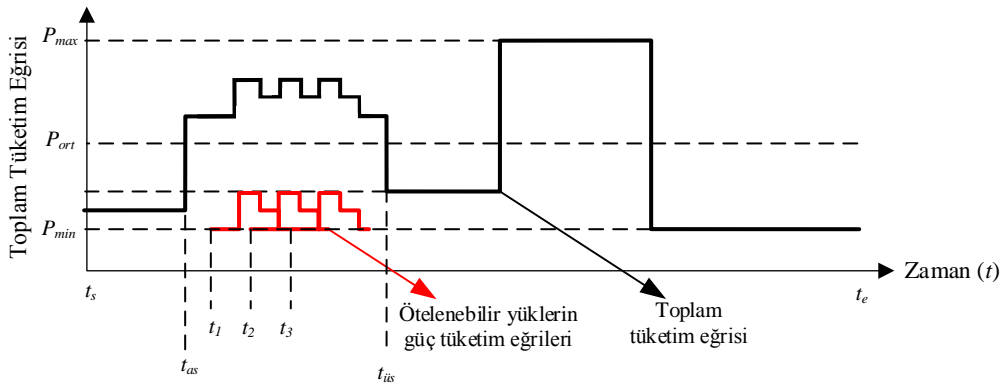 Toplam Tüketim Eğrisi
Pmax
Port
Pmin
ts
te
Zaman (t)
t1
t2
t3
tas
tüs
Ötelenebilir yüklerin
güç tüketim eğrileri
Toplam
tüketim eğrisi